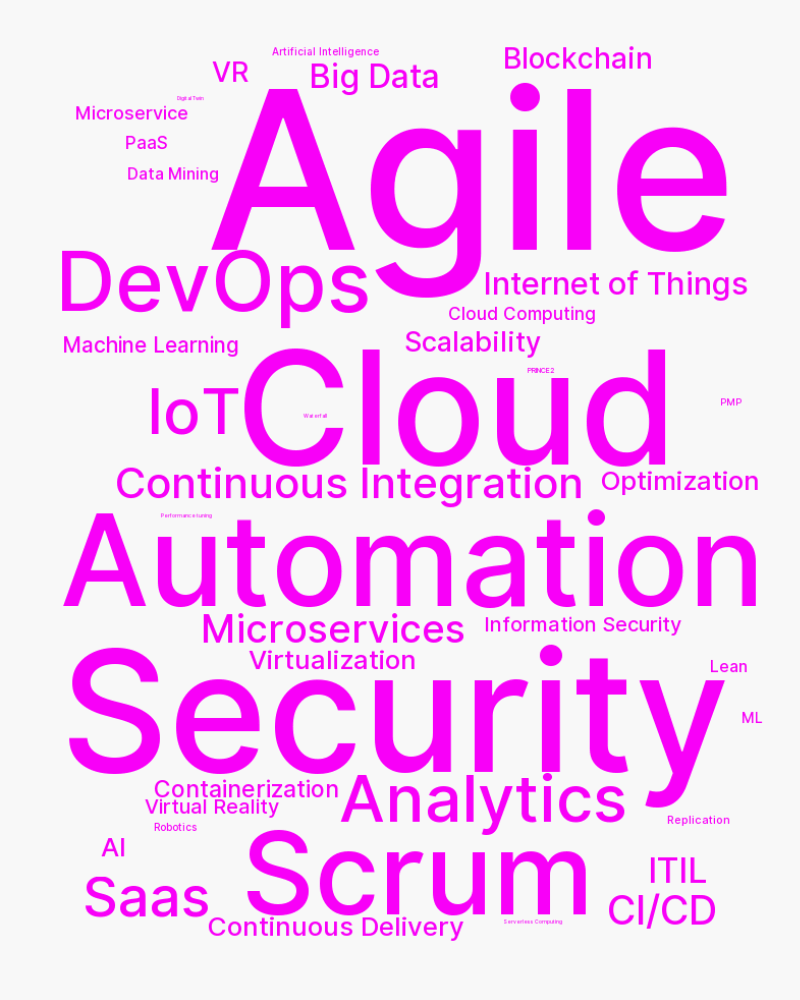 Artificial Intelligence
Blockchain
VR
Big Data
Digital Twin
Microservice
PaaS
Data Mining
Agile
DevOps
Internet of Things
Cloud Computing
Machine Learning
Scalability
PRINCE2
IoT
Cloud
PMP
Waterfall
Continuous Integration
Optimization
Performance tuning
Automation
Microservices
Information Security
Virtualization
Lean
Security
ML
Containerization
Analytics
Virtual Reality
Replication
Robotics
AI
Scrum
ITIL
Saas
CI/CD
Serverless Computing
Continuous Delivery